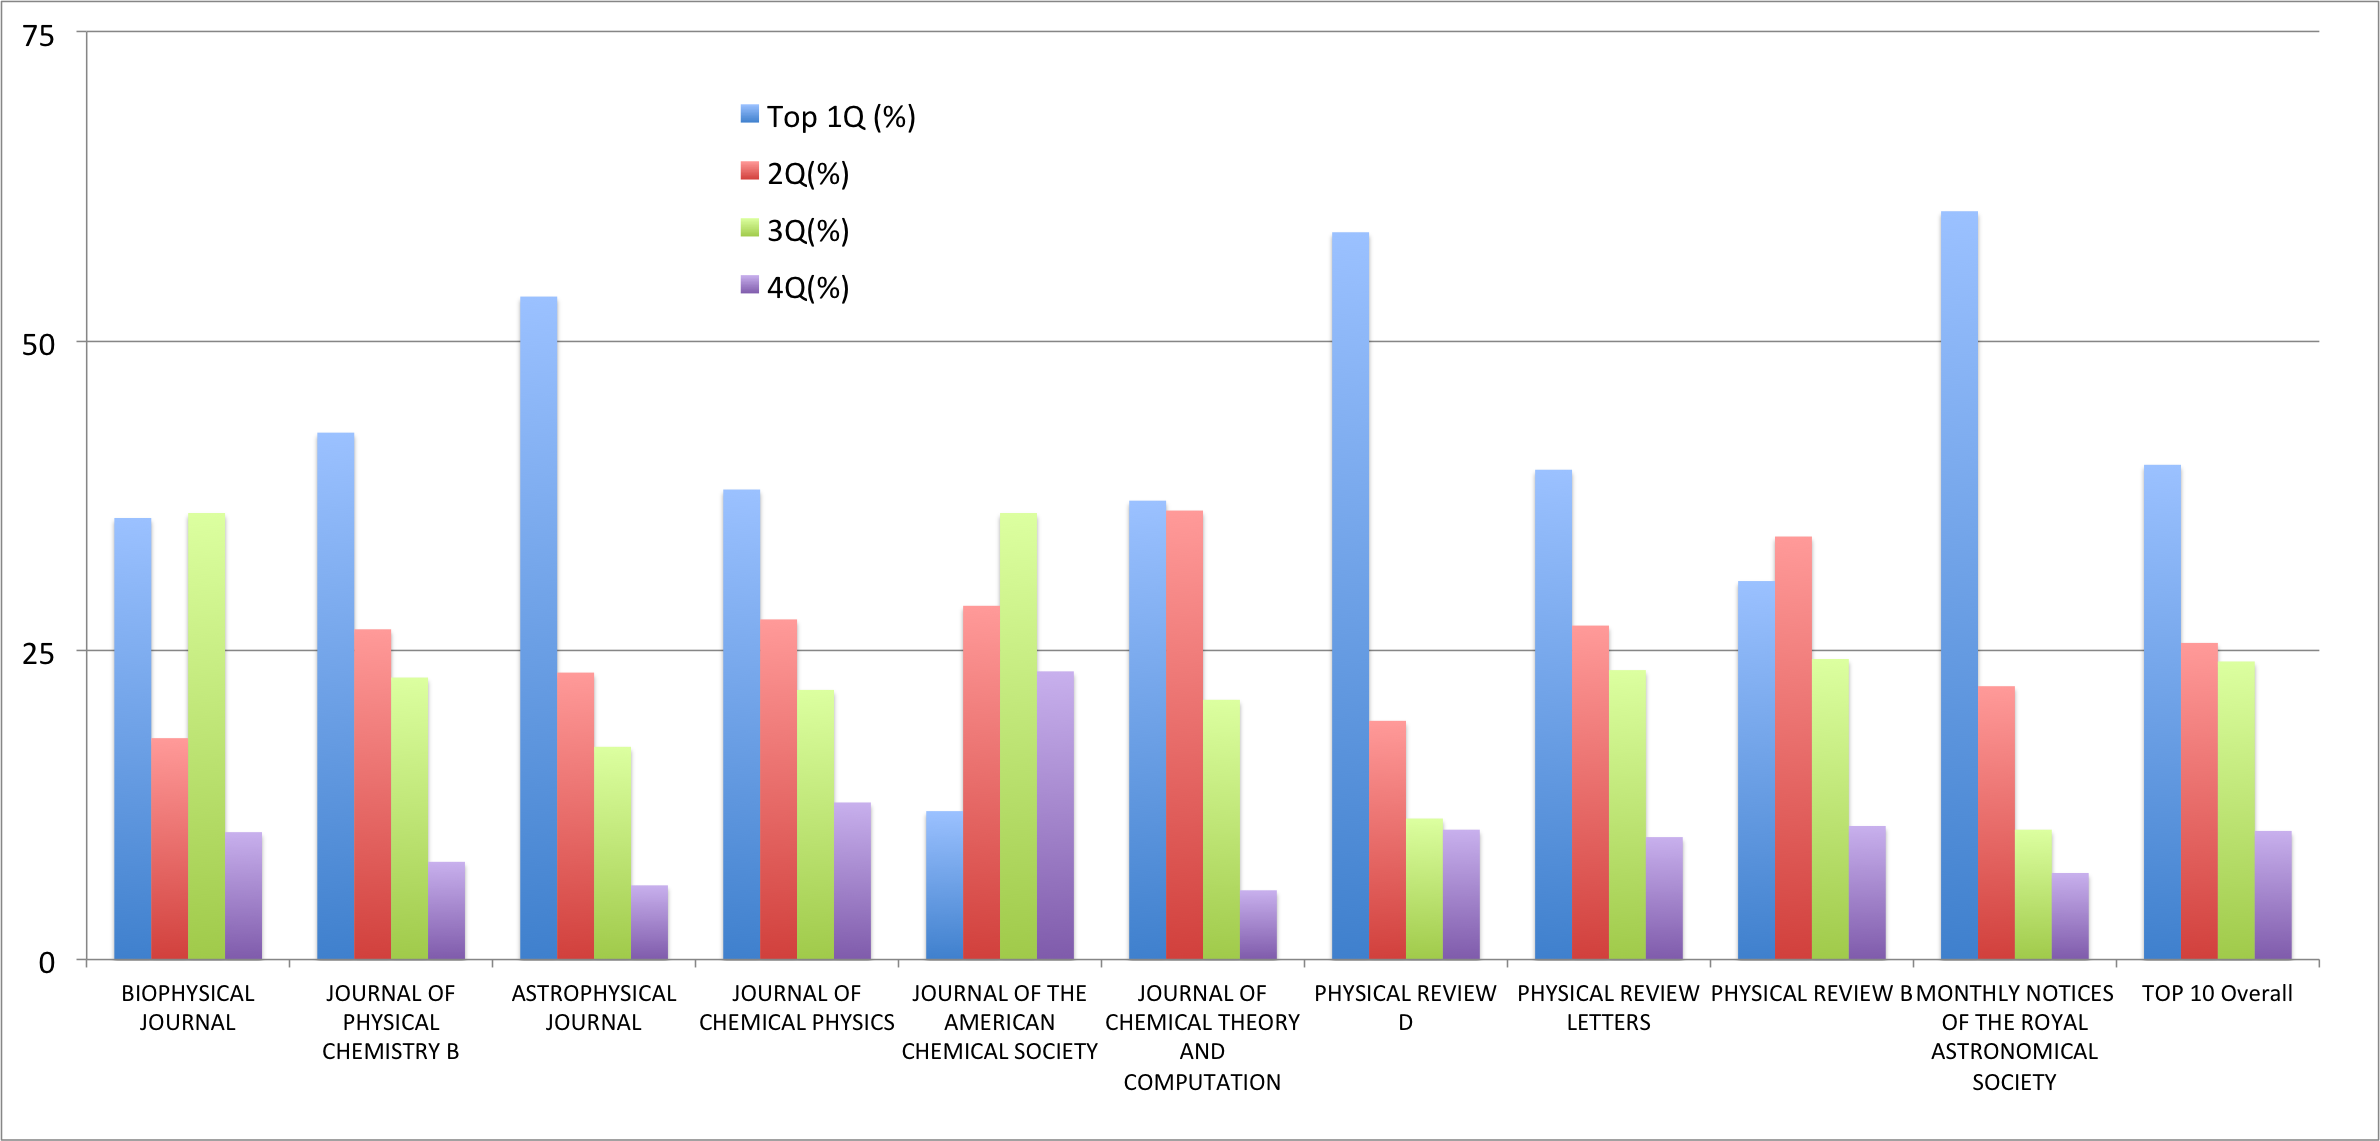 75
50
25
0
Top 1Q (%)
2Q(%)
3Q(%)
4Q(%)
BIOPHYSICAL
JOURNAL
JOURNAL OF
PHYSICAL
CHEMISTRY B
ASTROPHYSICAL
JOURNAL
JOURNAL OF
CHEMICAL PHYSICS
JOURNAL OF THE
AMERICAN
CHEMICAL SOCIETY
JOURNAL OF
CHEMICAL THEORY
AND
COMPUTATION
PHYSICAL REVIEW
D
PHYSICAL REVIEW
LETTERS
PHYSICAL REVIEW B
MONTHLY NOTICES
OF THE ROYAL
ASTRONOMICAL
SOCIETY
TOP 10 Overall